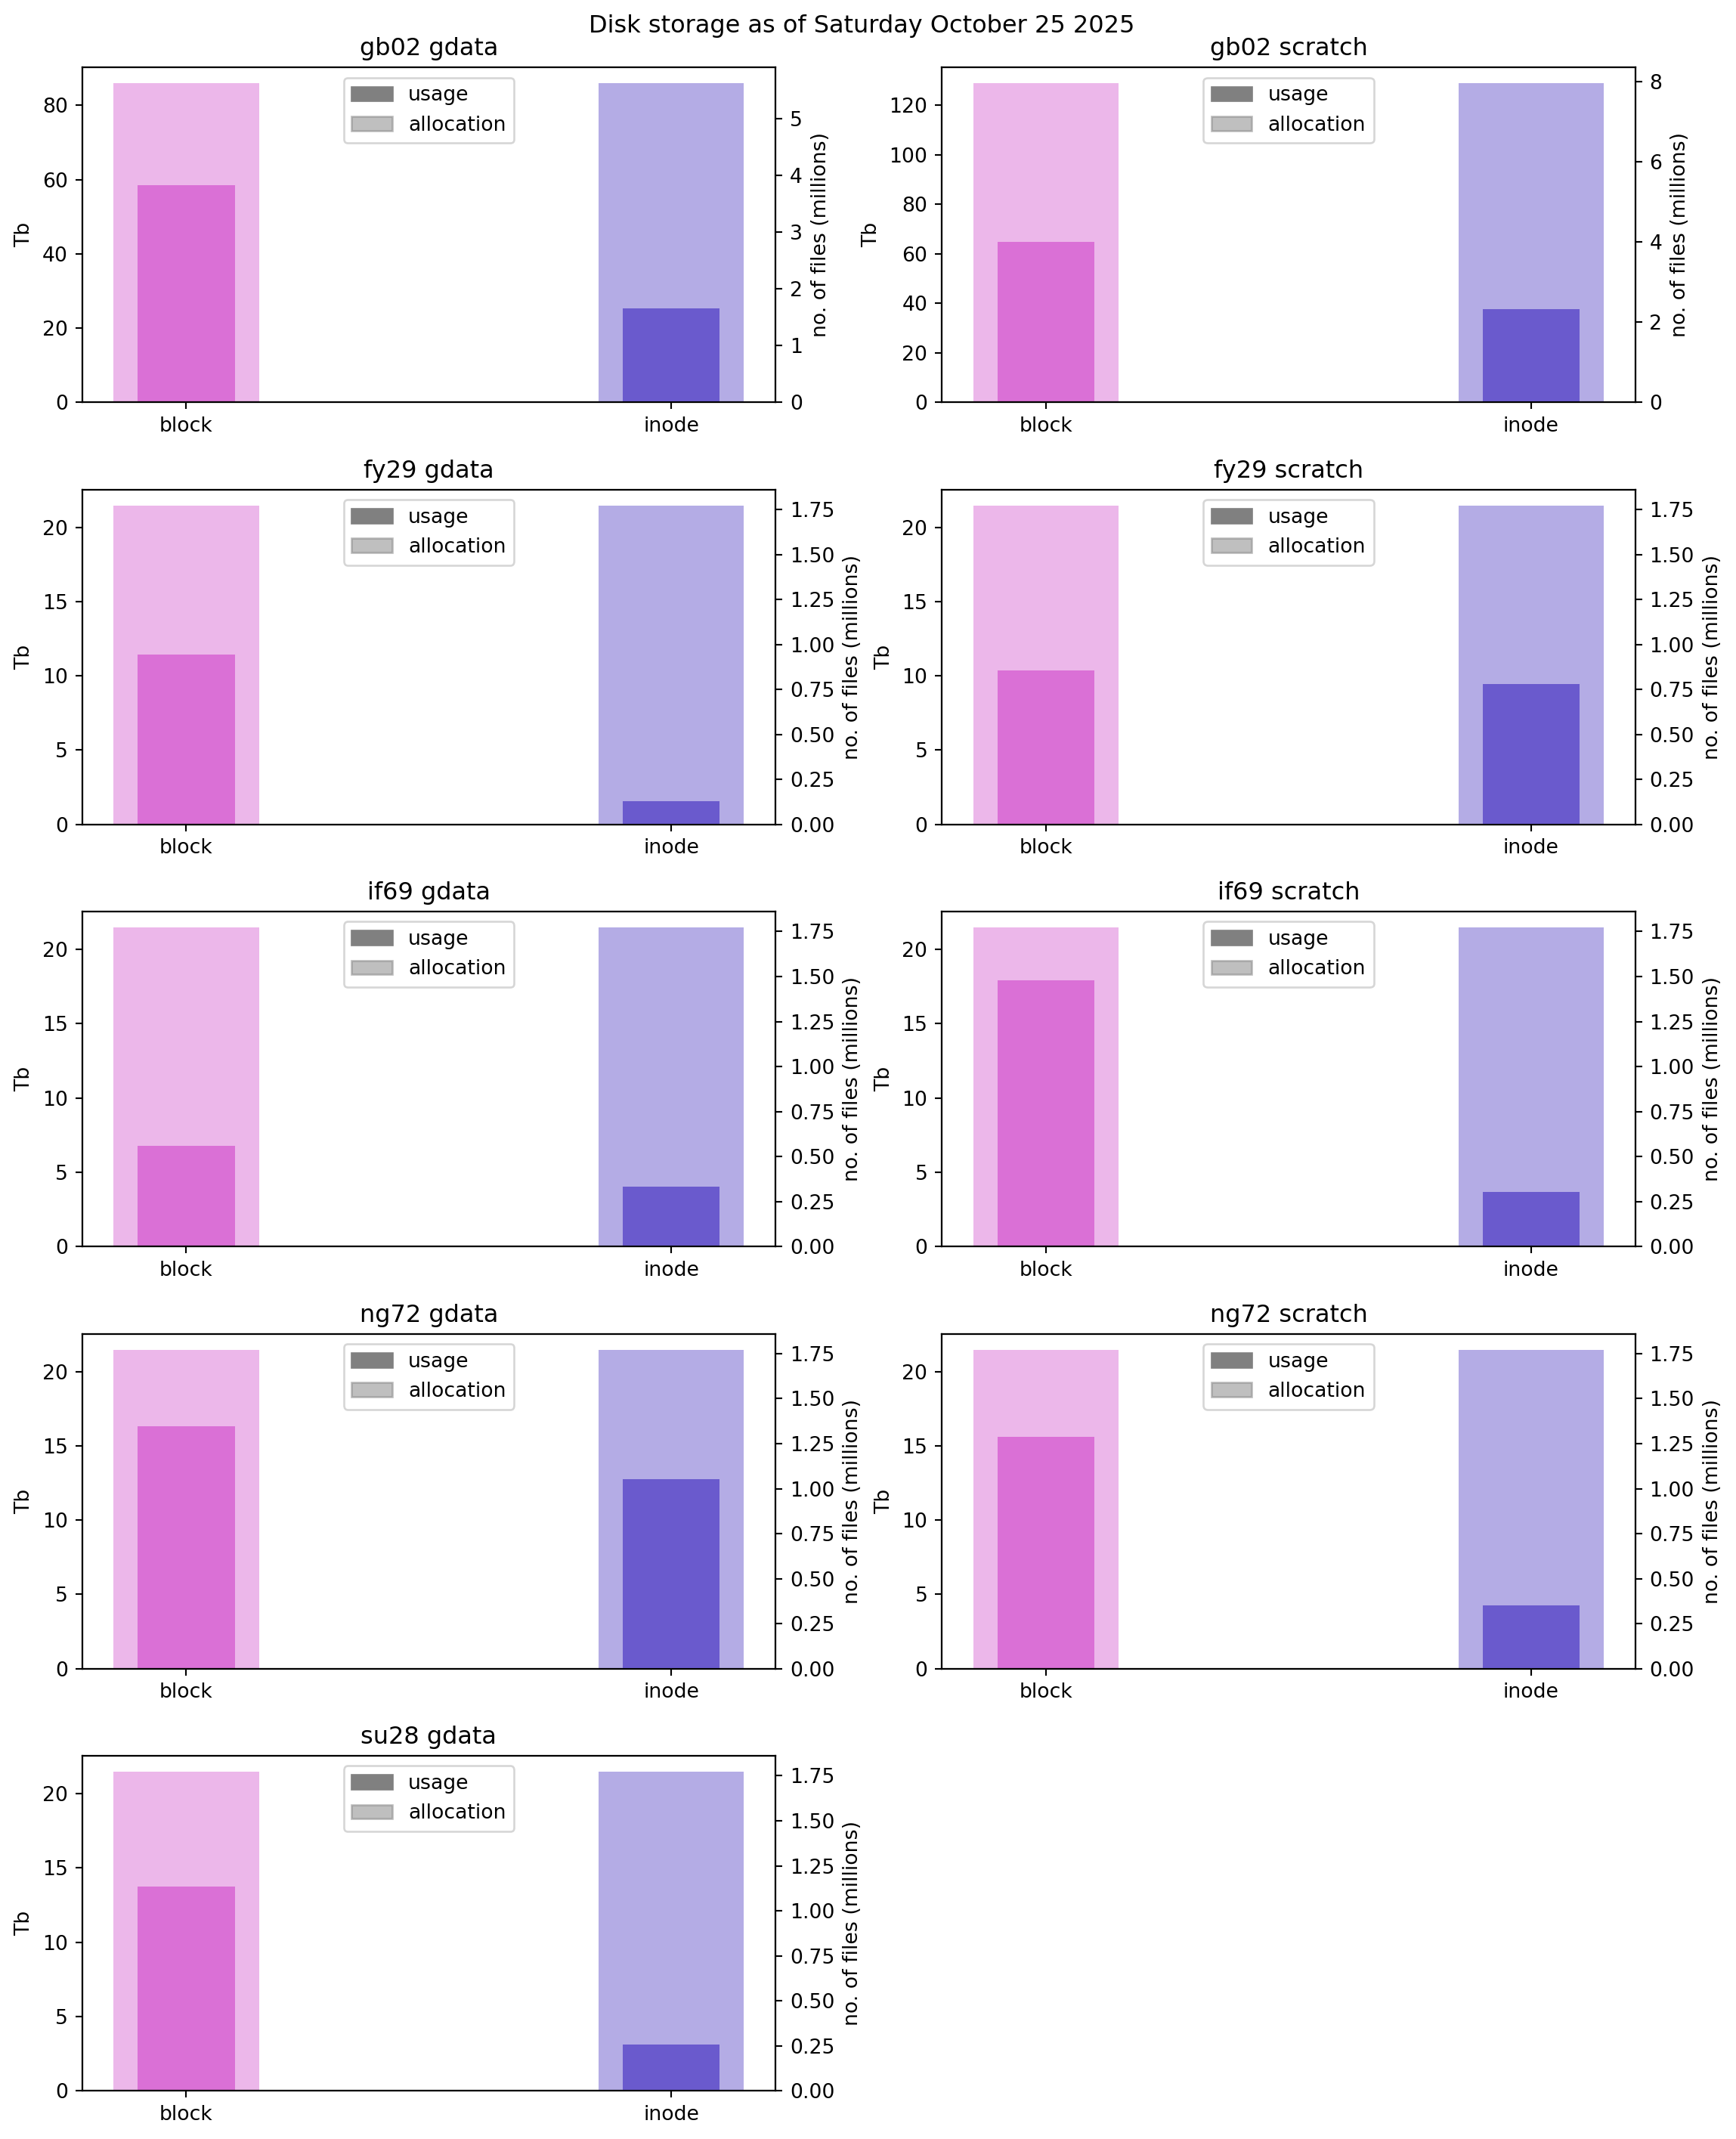 Disk storage as of Saturday October 25 2025
gb02 gdata
usage
allocation
80
60
40
20
0
Tb
5
4
3
2
1
0
no. of files (millions)
block
inode
gb02 scratch
usage
allocation
120
100
80
60
40
20
0
Tb
8
6
4
2
0
no. of files (millions)
block
inode
fy29 gdata
usage
allocation
20
15
10
5
0
Tb
1.75
1.50
1.25
1.00
0.75
0.50
0.25
0.00
no. of files (millions)
block
inode
fy29 scratch
usage
allocation
20
15
10
5
0
Tb
1.75
1.50
1.25
1.00
0.75
0.50
0.25
0.00
no. of files (millions)
block
inode
if69 gdata
usage
allocation
20
15
10
5
0
Tb
1.75
1.50
1.25
1.00
0.75
0.50
0.25
0.00
no. of files (millions)
block
inode
if69 scratch
usage
allocation
20
15
10
5
0
Tb
1.75
1.50
1.25
1.00
0.75
0.50
0.25
0.00
no. of files (millions)
block
inode
ng72 gdata
usage
allocation
20
15
10
5
0
Tb
1.75
1.50
1.25
1.00
0.75
0.50
0.25
0.00
no. of files (millions)
block
inode
ng72 scratch
usage
allocation
20
15
10
5
0
Tb
1.75
1.50
1.25
1.00
0.75
0.50
0.25
0.00
no. of files (millions)
block
inode
su28 gdata
usage
allocation
20
15
10
5
0
Tb
1.75
1.50
1.25
1.00
0.75
0.50
0.25
0.00
no. of files (millions)
block
inode